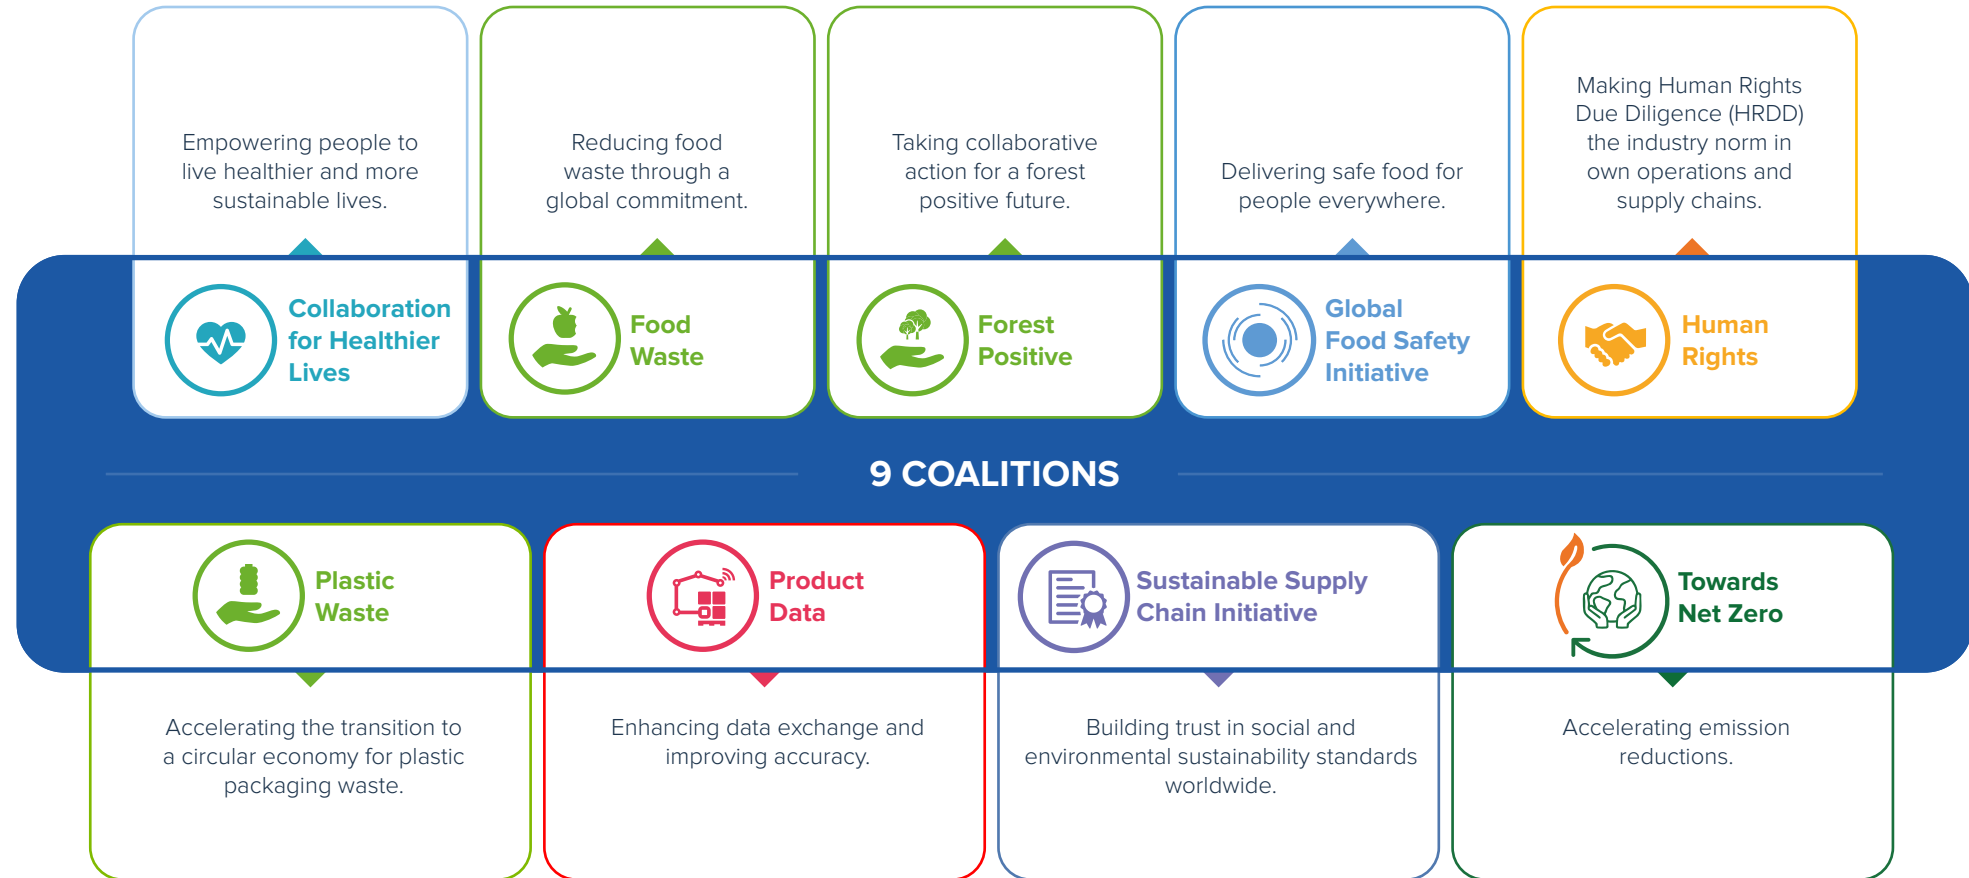 Empowering people to
live healthier and more
sustainable lives.
Reducing food
waste through a
global commitment.
Taking collaborative
action for a forest
positive future.
Delivering safe food for
people everywhere.
Making Human Rights
Due Diligence (HRDD)
the industry norm in
own operations and
supply chains.
Collaboration
for Healthier
Lives
Food
Waste
Forest
Positive
Global
Food Safety
Initiative
Human
Rights
9 COALITIONS
Plastic
Waste
Product
Data
Sustainable Supply
Chain Initiative
Towards
Net Zero
Accelerating the transition to
a circular economy for plastic
packaging waste.
Enhancing data exchange and
improving accuracy.
Building trust in social and
environmental sustainability standards
worldwide.
Accelerating emission
reductions.